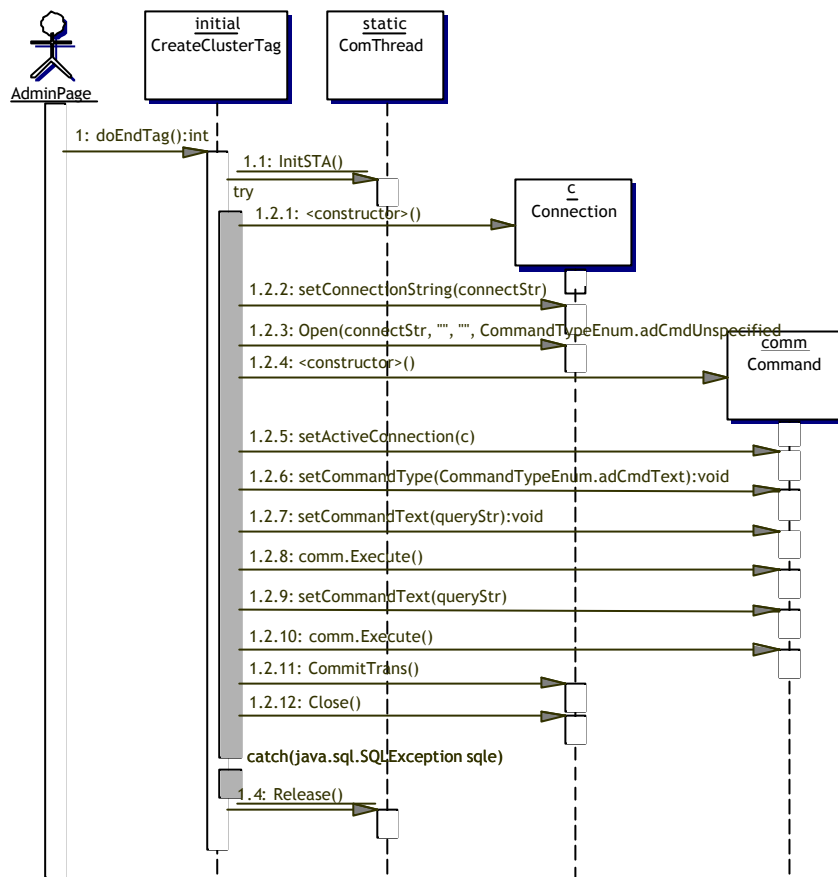 initial
CreateClusterTag
static
ComThread
AdminPage
1: doEndTag():int
1.1: InitSTA()
try
c
Connection
1.2.1: <constructor>()
1.2.2: setConnectionString(connectStr)
1.2.3: Open(connectStr, "", "", CommandTypeEnum.adCmdUnspecified
comm
Command
1.2.4: <constructor>()
1.2.5: setActiveConnection(c)
1.2.6: setCommandType(CommandTypeEnum.adCmdText):void
1.2.7: setCommandText(queryStr):void
1.2.8: comm.Execute()
1.2.9: setCommandText(queryStr)
1.2.10: comm.Execute()
1.2.11: CommitTrans()
1.2.12: Close()
catch(java.sql.SQLException sqle)
1.4: Release()